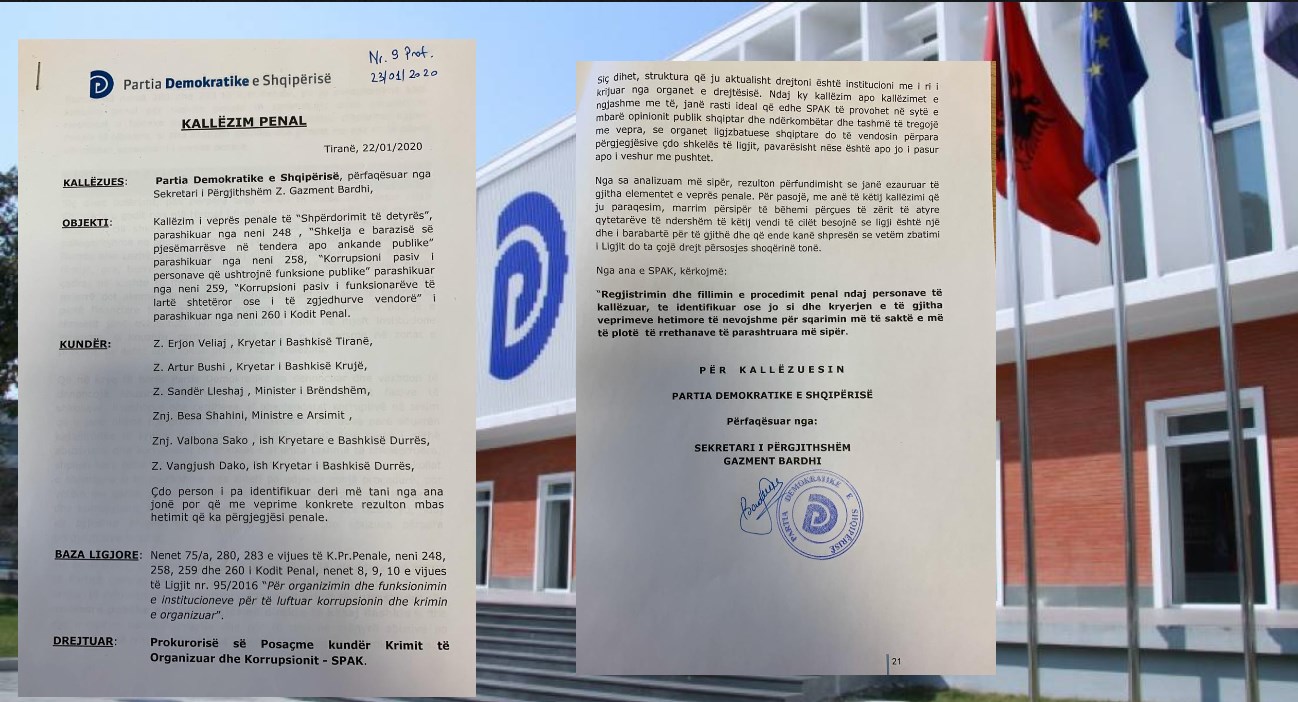 Partia Demokratike e Shqipërisë
Nr. 9 Prot.
23/01/2020
KALLËZIM PENAL
Tiranë, 22/01/2020
KALLËZUES: Partia Demokratike e Shqipërisë, përfaqësuar nga
Sekretari i Përgjithshëm Z. Gazment Bardhi,
OBJEKTI: Kallëzim i veprës penale të "Shpërdorimit të detyrës",
parashikuar nga neni 248 , "Shkelja e barazisë së
pjesëmarrësve në tendera apo ankande publike"
parashikuar nga neni 258, "Korrupsioni pasiv i
personave që ushtrojnë funksione publike" parashikuar
nga neni 259, "Korrupsioni pasiv i funksionarëve të
lartë shtetëror ose i të zgjedhurve vendorë" i
parashikuar nga neni 260 i Kodit Penal.
KUNDËR: Z. Erjon Veliaj , Kryetar i Bashkisë Tiranë,
Z. Artur Bushi , Kryetar i Bashkisë Krujë,
Z. Sandër Lleshaj , Minister i Brëndshëm,
Znj. Besa Shahini, Ministre e Arsimit ,
Znj. Valbona Sako , ish Kryetare e Bashkisë Durrës,
Z. Vangjush Dako, ish Kryetar i Bashkisë Durrës,
Çdo person i pa identifikuar deri më tani nga ana
jonë por që me veprime konkrete rezulton mbas
hetimit që ka përgjegjësi penale.
BAZA LIGJORE: Nenet 75/a, 280, 283 e vijues të K.Pr.Penale, neni 248,
258, 259 dhe 260 i Kodit Penal, nenet 8, 9, 10 e vijues
të Ligjit nr. 95/2016 "Për organizimin dhe funksionimin
e institucioneve për të luftuar korrupsionin dhe krimin
e organizuar".
DREJTUAR: Prokurorisë së Posaçme kundër Krimit të
Organizuar dhe Korrupsionit - SPAK.
Siç dihet, struktura që ju aktualisht drejtoni është institucioni me i ri i
krijuar nga organet e drejtësisë. Ndaj ky kallëzim apo kallëzimet e
ngjashme me të, janë rasti ideal që edhe SPAK të provohet në sytë e
mbarë opinionit publik shqiptar dhe ndërkombëtar dhe tashmë të tregojë
me vepra, se organet ligjzbatuese shqiptare do të vendosin përpara
përgjegjësive çdo shkelës të ligjit, pavarësisht nëse është apo jo i pasur
apo i veshur me pushtet.
Nga sa analizuam më sipër, rezulton përfundimisht se janë ezauruar të
gjitha elementet e veprës penale. Për pasojë, me anë të këtij kallëzimi që
ju paraqesim, marrim përsipër të bëhemi përçues të zërit të atyre
qytetarëve të ndershëm të këtij vendi të cilët besojnë se ligji është një
dhe i barabartë për të gjithë dhe që ende kanë shpresën se vetëm zbatimi
i Ligjit do ta çojë drejt përsosjes shoqërinë tonë.
Nga ana e SPAK, kërkojmë:
"Regjistrimin dhe fillimin e procedimit penal ndaj personave të
kallëzuar, te identifikuar ose jo si dhe kryerjen e të gjitha
veprimeve hetimore të nevojshme për sqarimin më të saktë e më
të plotë të rrethanave të parashtruara më sipër.
PËR KALLËZUESIN
PARTIA DEMOKRATIKE E SHQIPËRISË
Përfaqësuar nga:
SEKRETARI I PËRGJITHSHËM
GAZMENT BARDHI
PARTIA DEMOKRATIKE E SHQIPËRISË
21